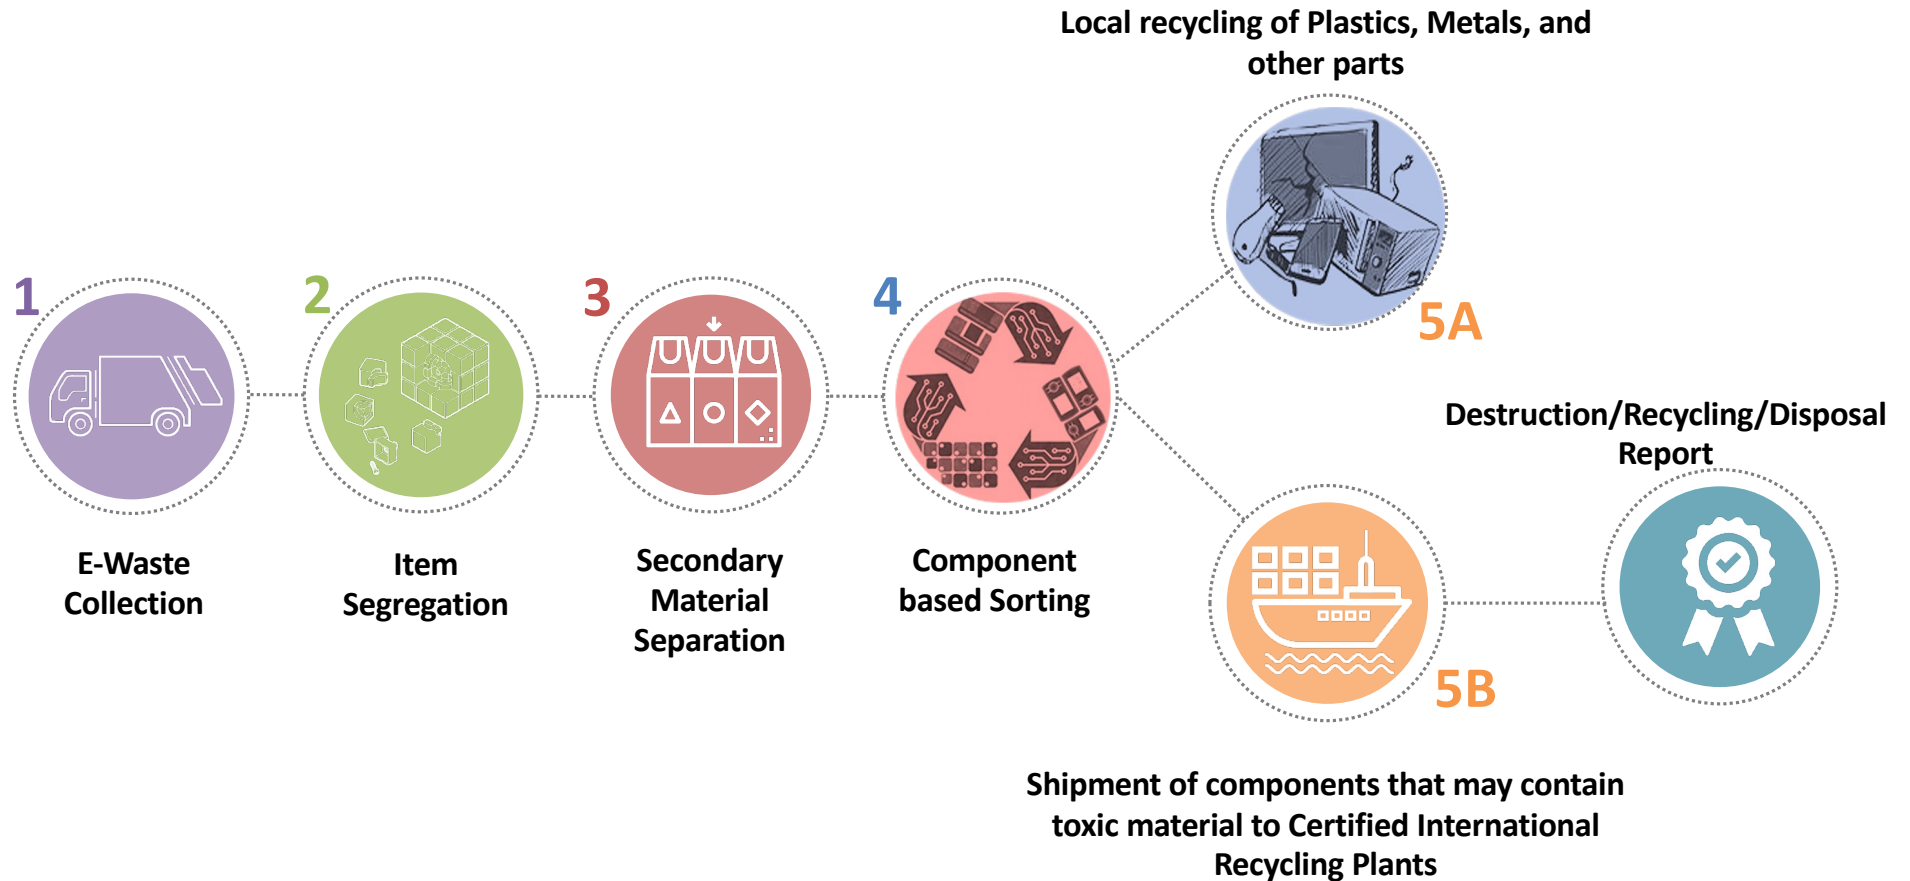 Local recycling of Plastics, Metals, and
other parts
5A
1
E-Waste
Collection
2
Item
Segregation
3
Secondary
Material
Separation
4
Component
based Sorting
Destruction/Recycling/Disposal
Report
5B
Shipment of components that may contain
toxic material to Certified International
Recycling Plants